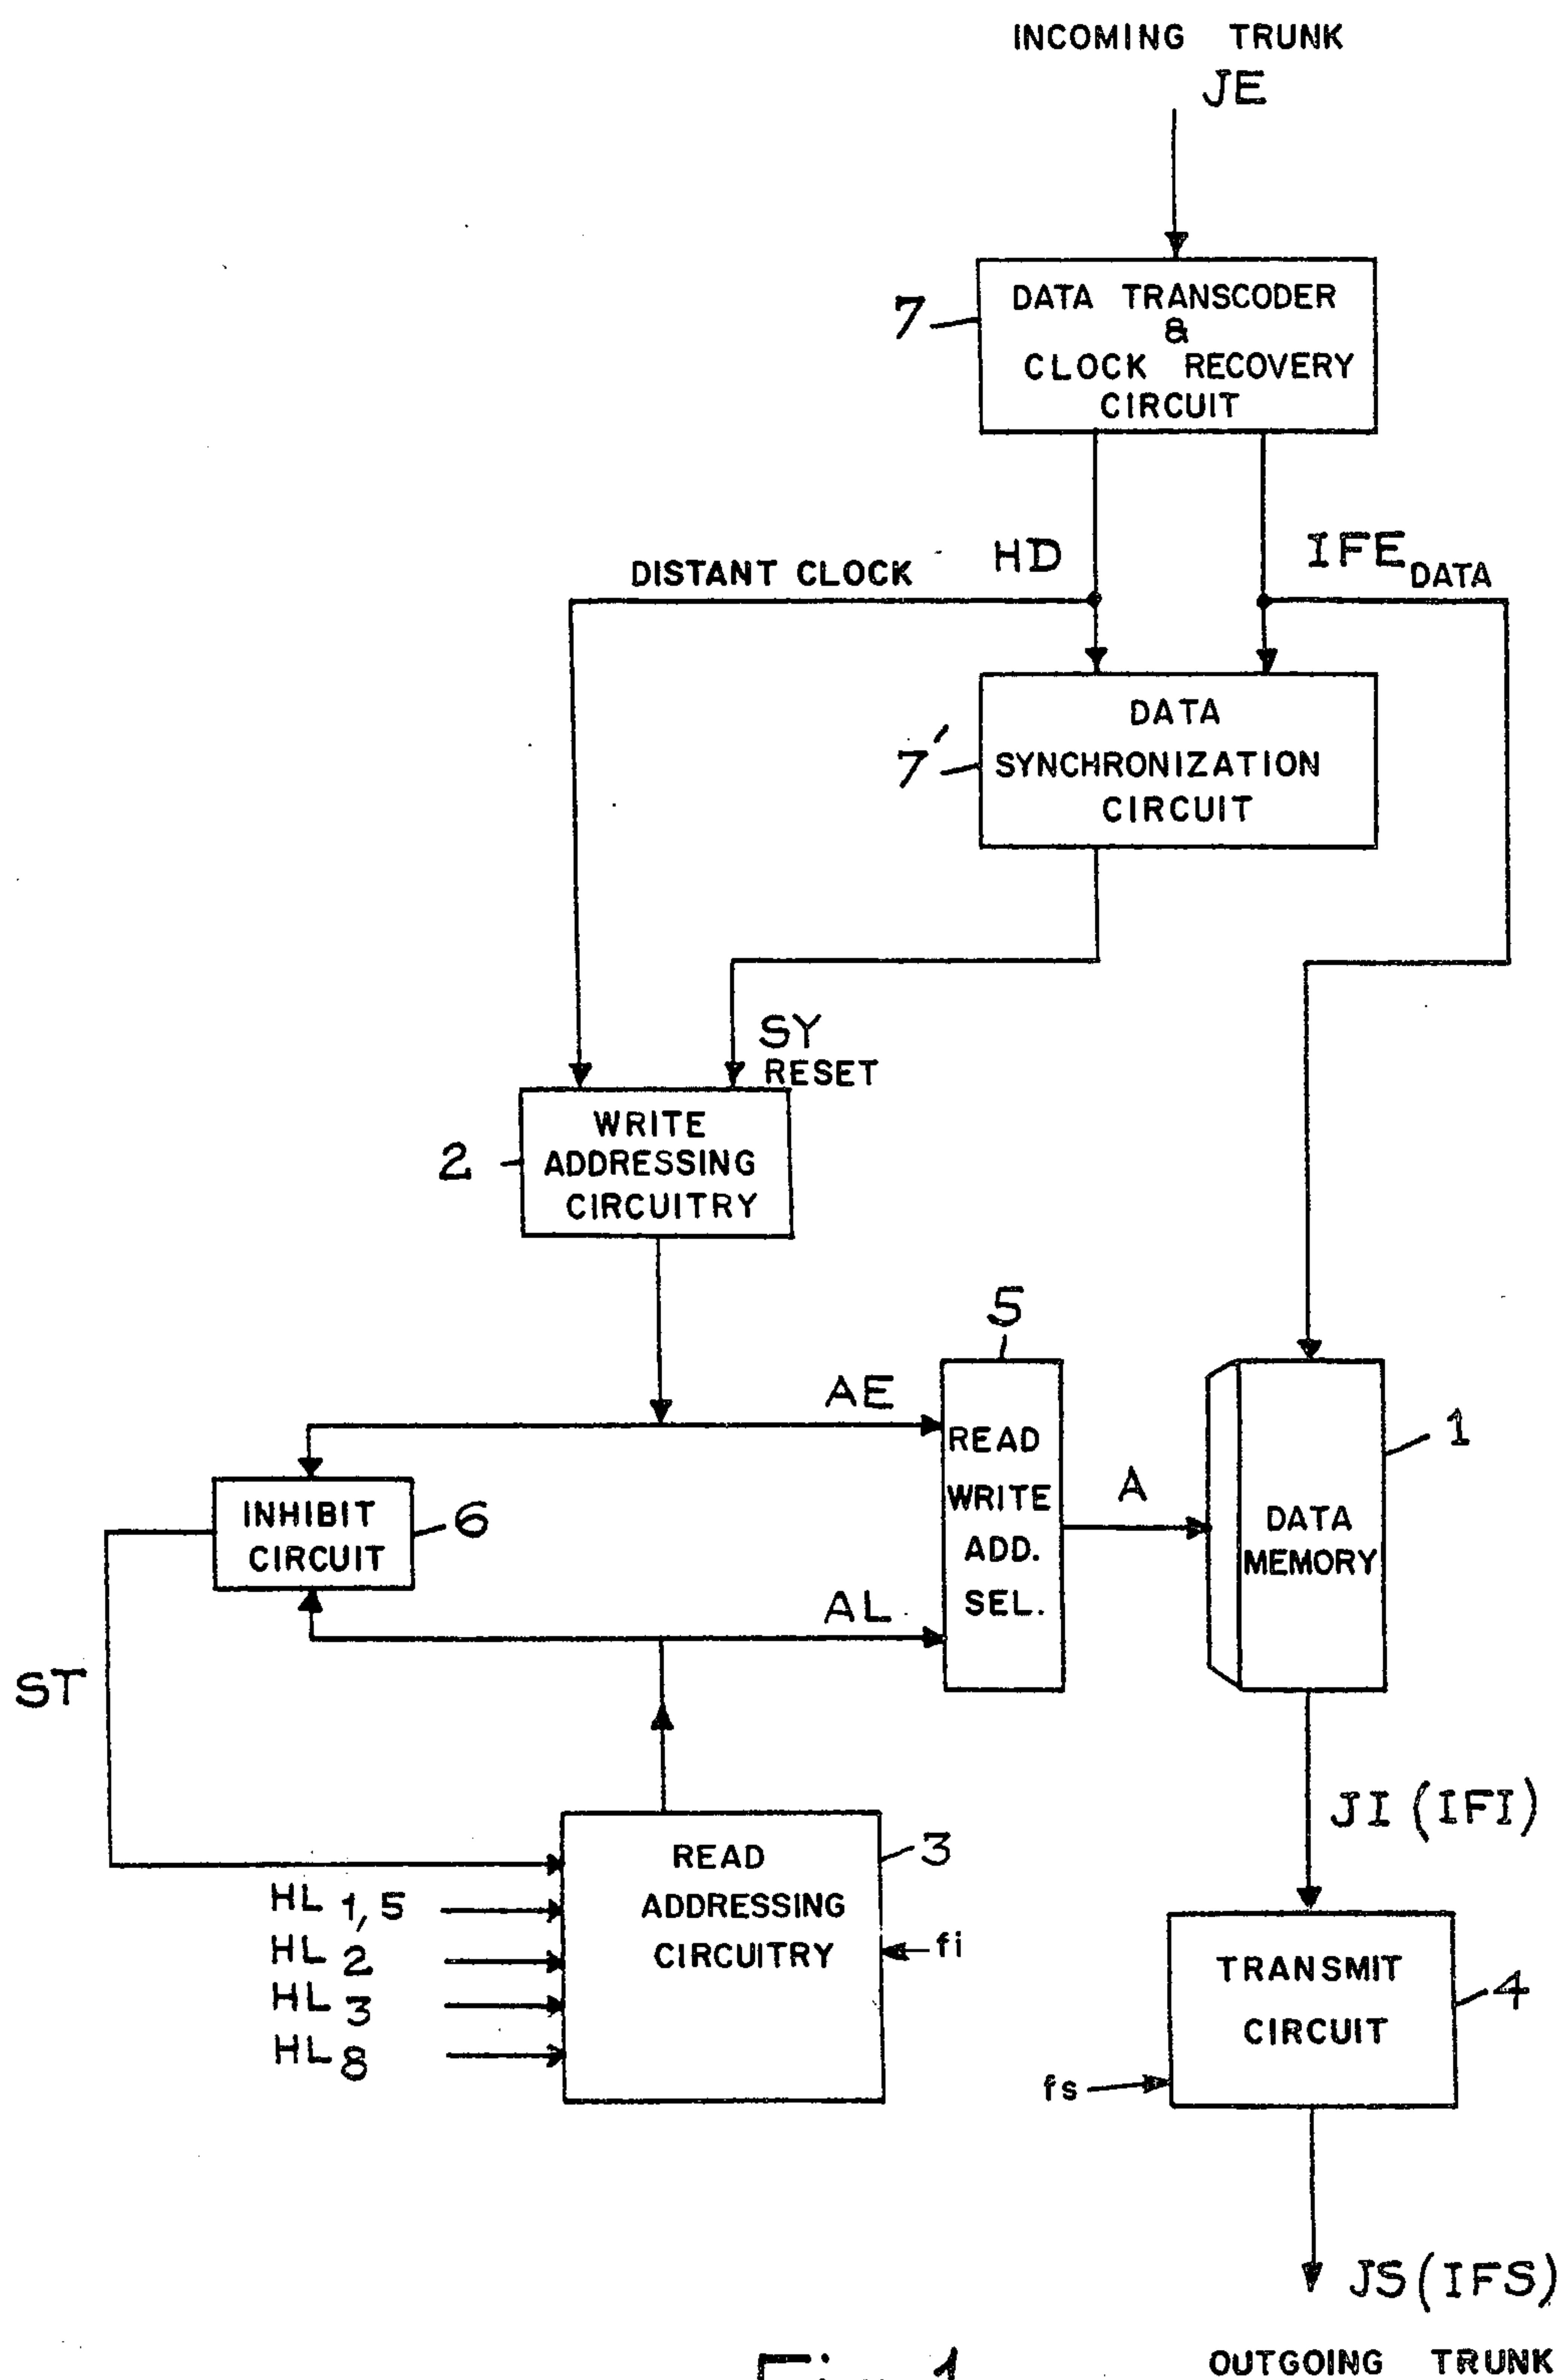 INCOMING TRUNK
JE
7
DATA TRANSCODER
&
CLOCK RECOVERY
CIRCUIT
DISTANT CLOCK
HD
IFE DATA
7'
DATA
SYNCHRONIZATION
CIRCUIT
SY
RESET
2
WRITE
ADDRESSING
CIRCUITRY
5
AE
READ
WRITE
ADD.
SEL.
A
1
DATA
MEMORY
INHIBIT
CIRCUIT
6
AL
ST
JI (IFI)
READ
ADDRESSING
CIRCUITRY
3
HL 1,5
HL 2
HL 3
HL 8
fi
TRANSMIT
CIRCUIT
4
fs
JS (IFS)
OUTGOING TRUNK
Fig. 1